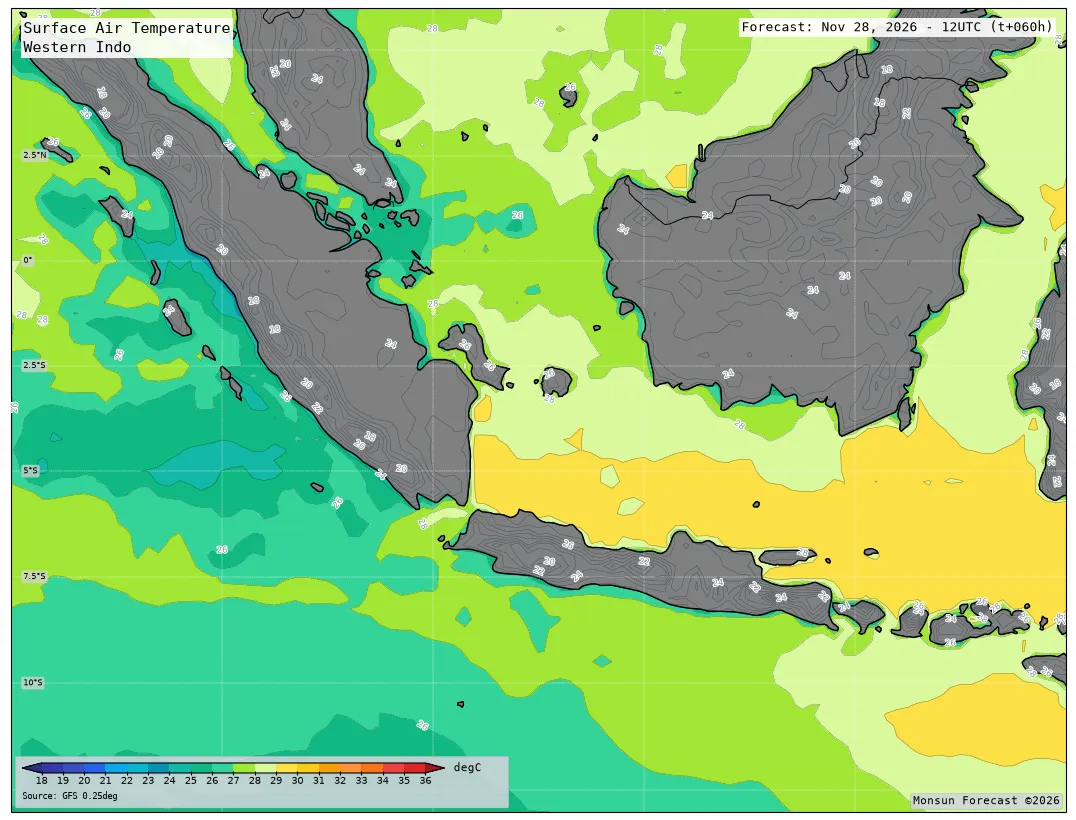 Surface Air Temperature
Western Indo
Forecast: Nov 28, 2026 - 12UTC (t+060h)
2.5°N
0°
2.5°S
5°S
7.5°S
10°S
18 19 20 21 22 23 24 25 26 27 28 29 30 31 32 33 34 35 36 degC
Source: GFS 0.25deg
Monsun Forecast ©2026